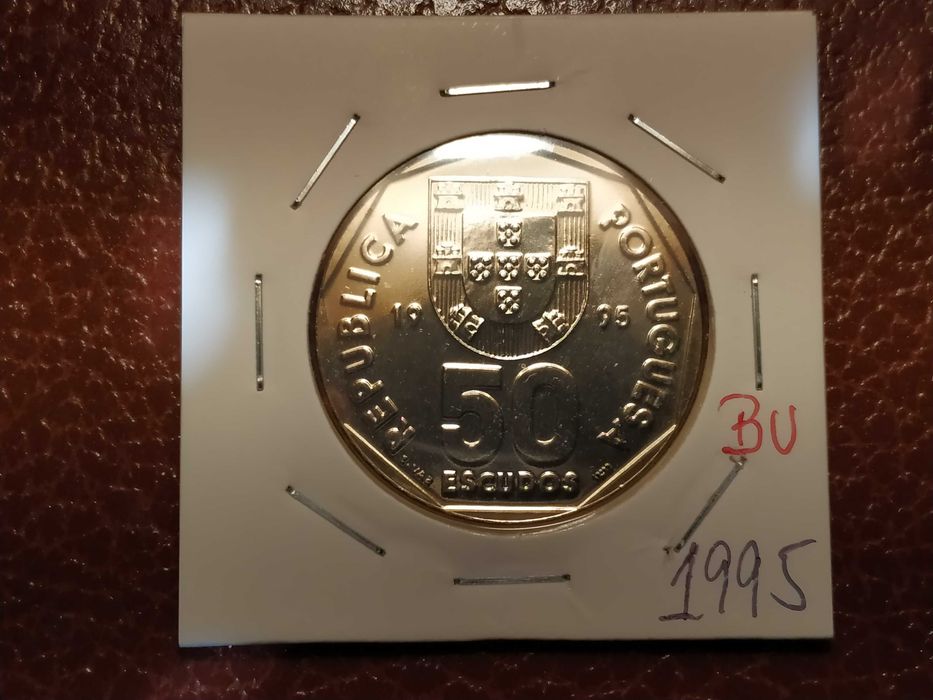 REPUBLICA PORTUGUESA
19 95
50
ESCUDOS
BU
1995